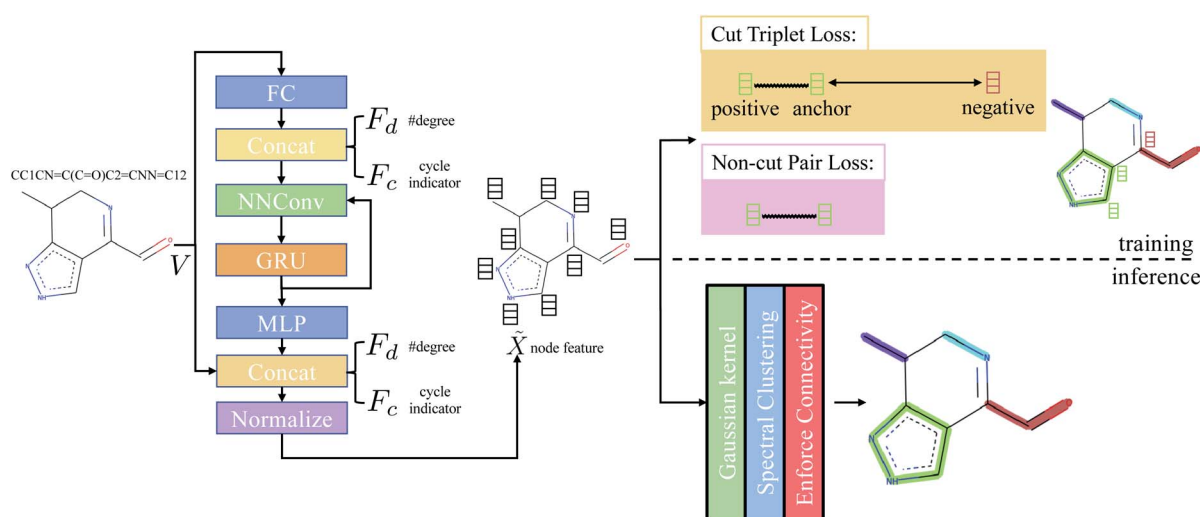 CC1CN=C(C=O)C2=CNN=C12
N
O
N
NH
V
FC
Concat
F_d #degree
F_c cycle
indicator
NNConv
GRU
MLP
Concat
F_d #degree
F_c cycle
indicator
Normalize
N
O
N
NH
X̃ node feature
Cut Triplet Loss:
positive anchor negative
Non-cut Pair Loss:
N
O
N
NH
training
inference
Gaussian kernel
Spectral Clustering
Enforce Connectivity
N
O
N
NH